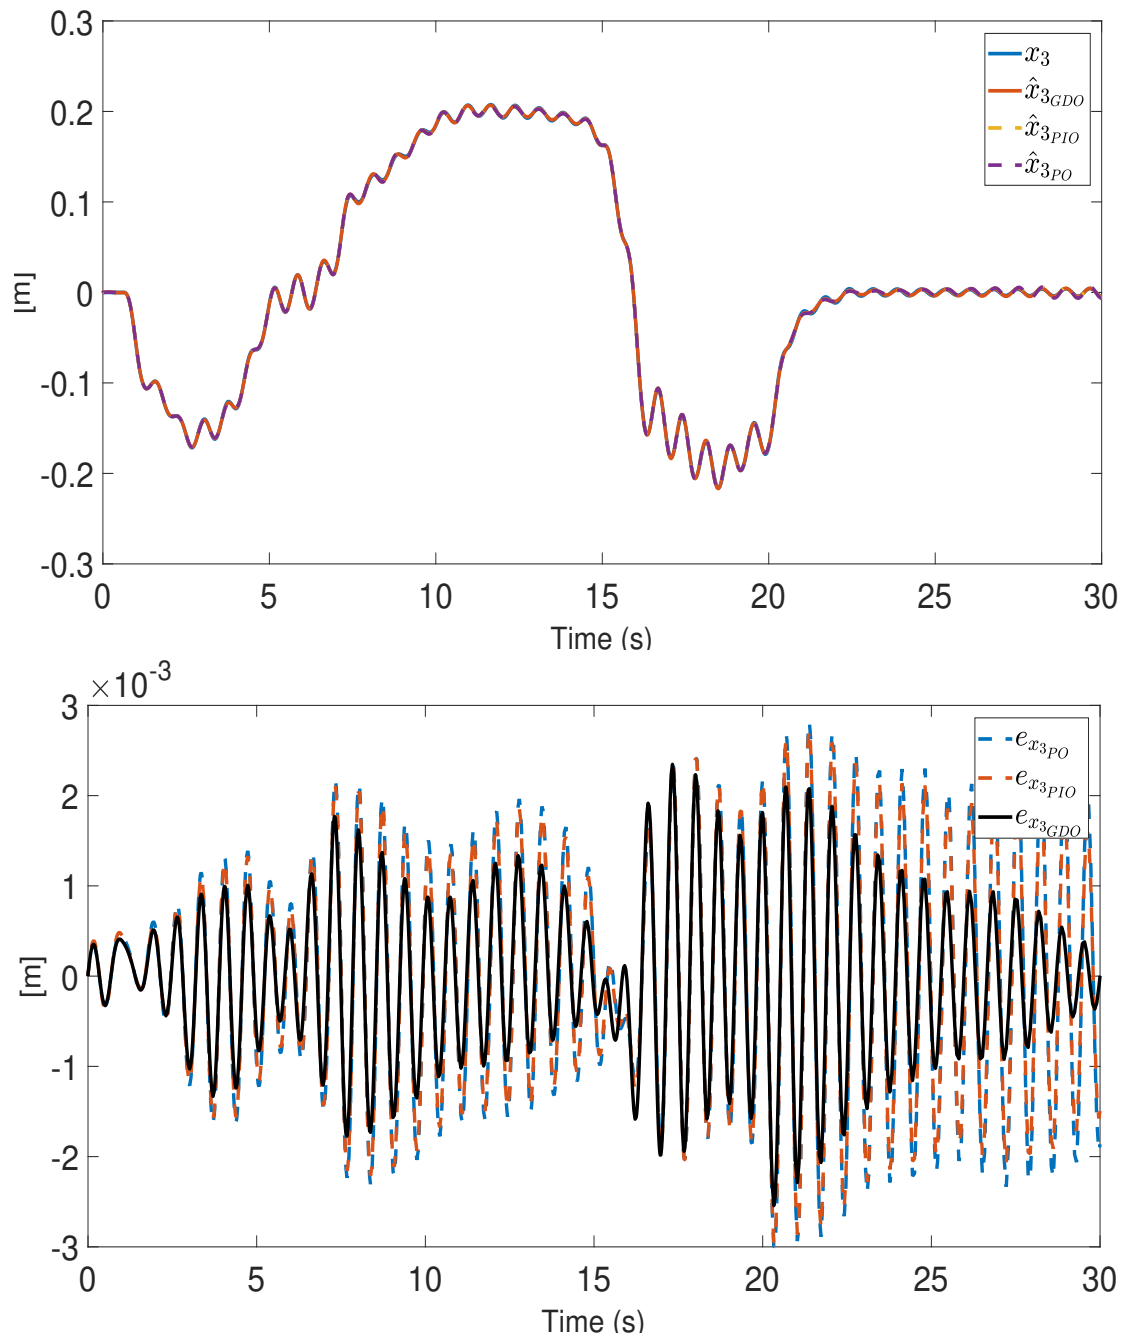 0.3
0.2
0.1
0
-0.1
-0.2
-0.3
[m]
0 5 10 15 20 25 30
Time (s)
x₃
x̂₃GDO
x̂₃PIO
x̂₃PO
×10⁻³
3
2
1
0
-1
-2
-3
[m]
0 5 10 15 20 25 30
Time (s)
eₓ₃PO
eₓ₃PIO
eₓ₃GDO